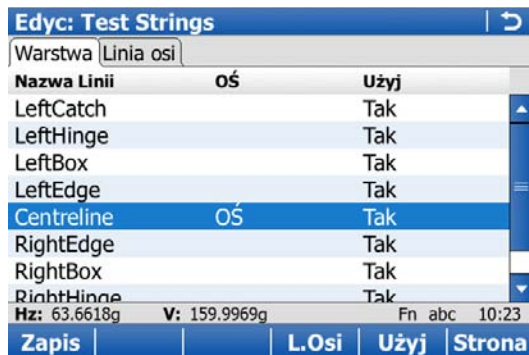 Edyc: Test Strings
Warstwa Linia osi
Nazwa Linii OŚ Użyj
LeftCatch Tak
LeftHinge Tak
LeftBox Tak
LeftEdge Tak
Centreline OŚ Tak
RightEdge Tak
RightBox Tak
RightHinge Tak
Hz: 63.6618g V: 159.9969g Fn abc 10:23
Zapis L.Osi Użyj Strona